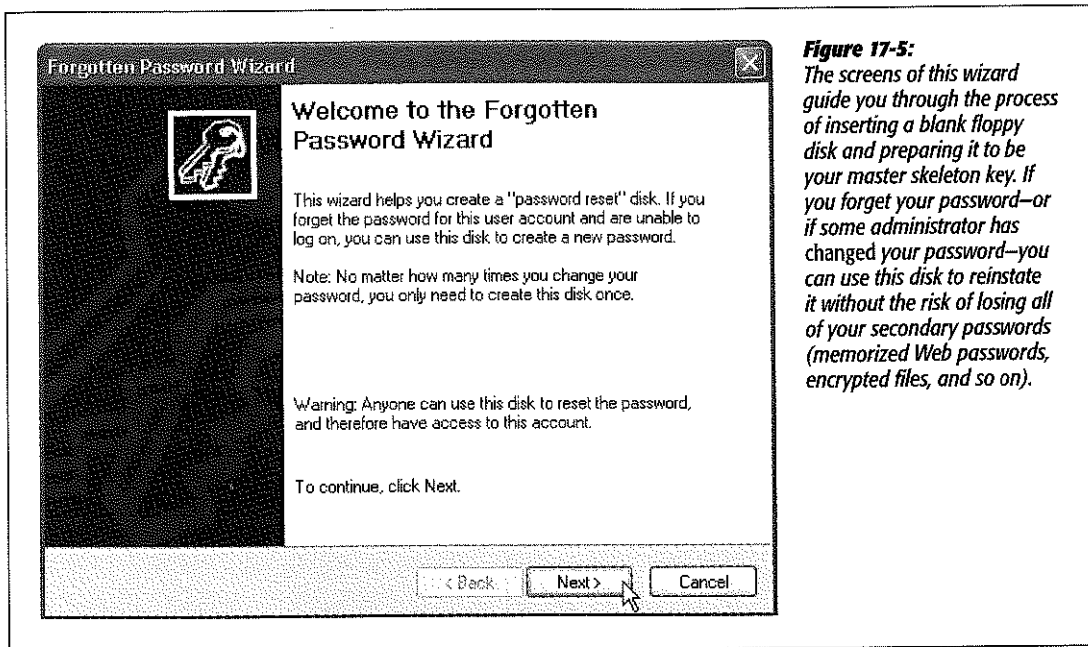 Forgotten Password Wizard
Welcome to the Forgotten
Password Wizard
This wizard helps you create a "password reset" disk. If you
forget the password for this user account and are unable to
log on, you can use this disk to create a new password.
Note: No matter how many times you change your
password, you only need to create this disk once.
Warning: Anyone can use this disk to reset the password,
and therefore have access to this account.
To continue, click Next.
< Back
Next >
Cancel
Figure 17-5:
The screens of this wizard
guide you through the process
of inserting a blank floppy
disk and preparing it to be
your master skeleton key. If
you forget your password—or
if some administrator has
changed your password—you
can use this disk to reinstate
it without the risk of losing all
of your secondary passwords
(memorized Web passwords,
encrypted files, and so on).